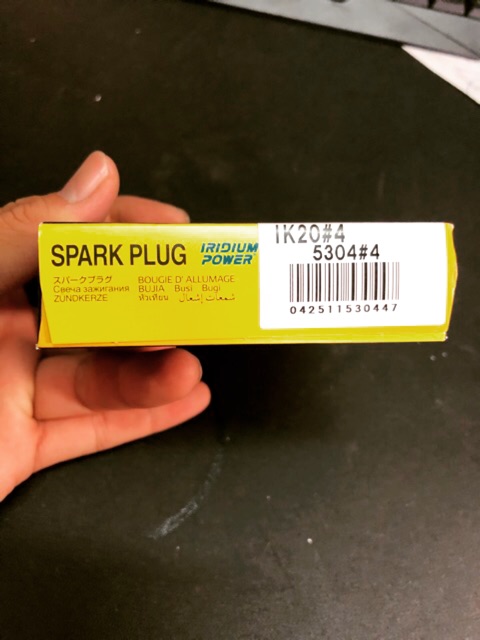 SPARK PLUG
IRIDIUM
POWER
スパークプラグ
Свеча зажигания
ZÜNDKERZE
BOUGIE D' ALLUMAGE
BUJIA Busi Bugi
หัวเทียน شمعات إشعال
IK20#4
5304#4
042511530447